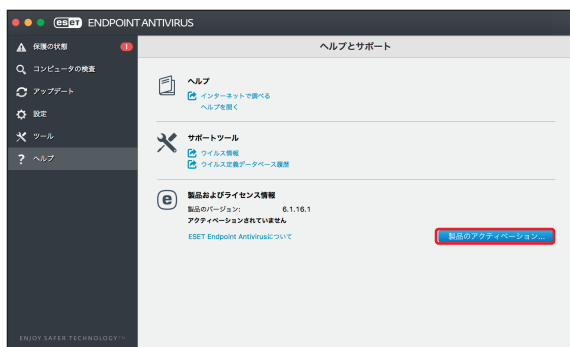 eset ENDPOINT ANTIVIRUS
保護の状態 1
コンピュータの検査
アップデート
設定
ツール
? ヘルプ
ENJOY SAFER TECHNOLOGY™
ヘルプとサポート
ヘルプ
インターネットで調べる
ヘルプを開く
サポートツール
ウイルス情報
ウイルス定義データベース履歴
e 製品およびライセンス情報
製品のバージョン: 6.1.16.1
アクティベーションされていません
ESET Endpoint Antivirusについて
製品のアクティベーション...